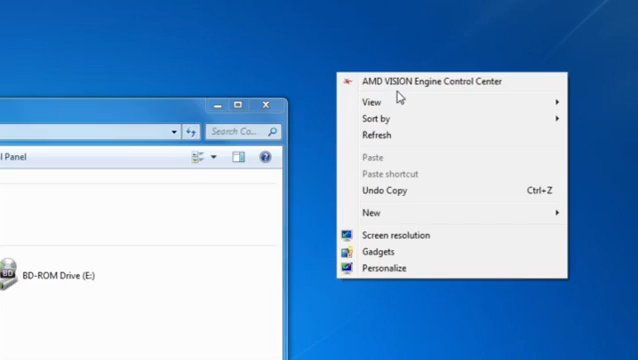 AMD VISION Engine Control Center
View
Sort by
Refresh
Paste
Paste shortcut
Undo Copy Ctrl+Z
New
Screen resolution
Gadgets
Personalize
Search Co...
l Panel
BD
BD-ROM Drive (E:)